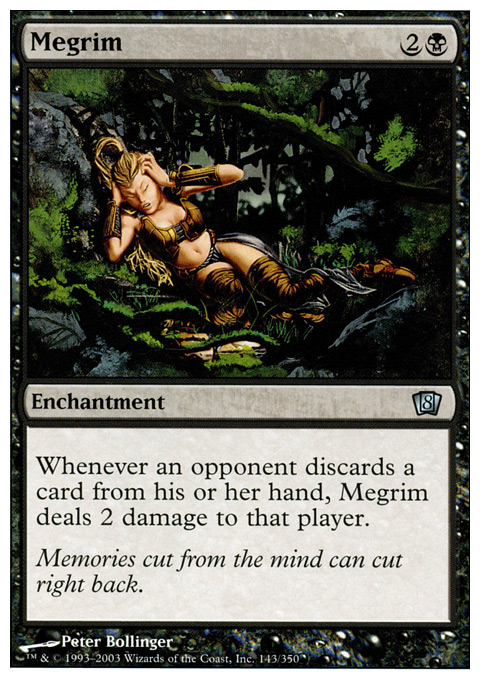 Megrim 2
Enchantment 8
Whenever an opponent discards a
card from his or her hand, Megrim
deals 2 damage to that player.
Memories cut from the mind can cut
right back.
Peter Bollinger
™ & © 1993–2003 Wizards of the Coast, Inc. 143/350